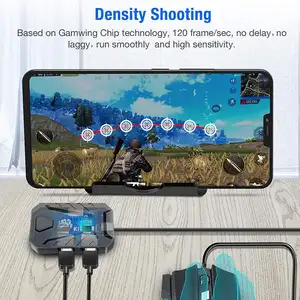 Density Shooting
Based on Gamwing Chip technology, 120 frame/sec, no delay, no
laggy, run smoothly and high sensitivity.